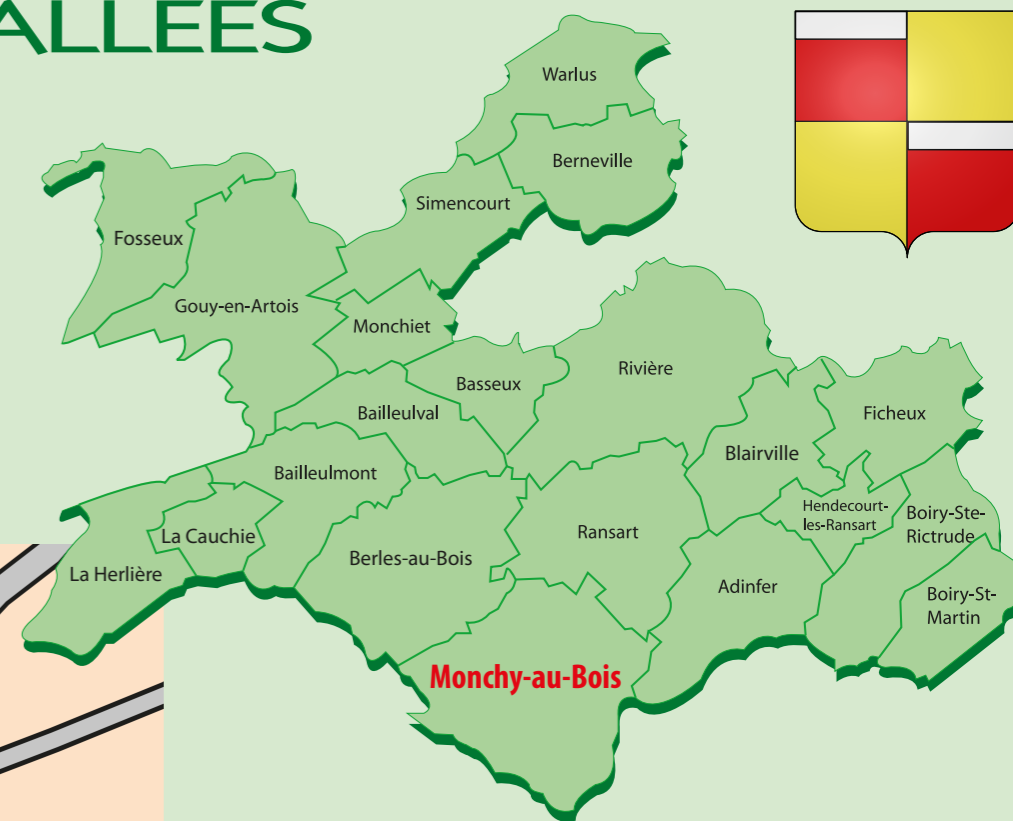 ALLEES
Warlus
Berneville
Simencourt
Fosseux
Gouy-en-Artois
Monchiet
Basseux
Rivière
Bailleulval
Ficheux
Blairville
Bailleulmont
Hendecourt-
les-Ransart
Boiry-Ste-
Rictrude
La Cauchie
Ransart
Berles-au-Bois
La Herlière
Adinfer
Boiry-St-
Martin
Monchy-au-Bois